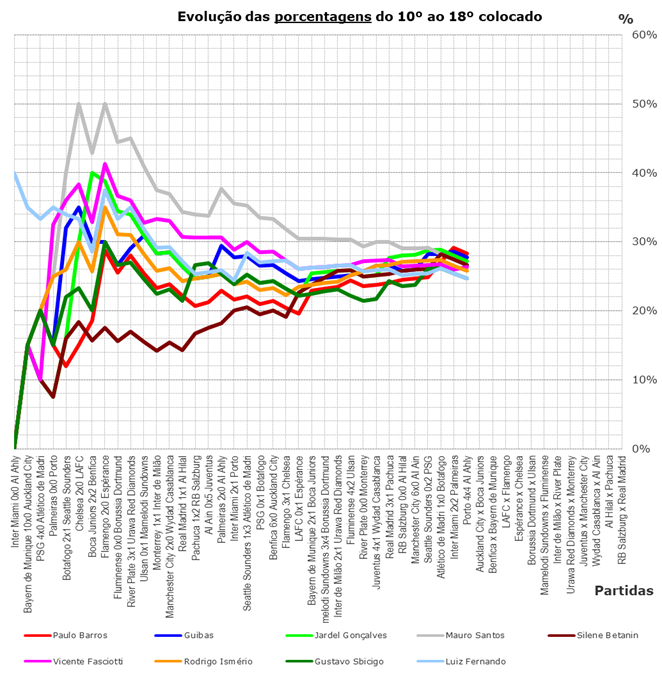 Evolução das porcentagens do 10º ao 18º colocado
%
60%
50%
40%
30%
20%
10%
0%
Inter Miami 0x0 Al Ahly
Bayern de Munique 10x0 Auckland City
PSG 4x0 Atlético de Madri
Palmeiras 0x0 Porto
Botafogo 2x1 Seattle Sounders
Chelsea 2x0 LAFC
Boca Juniors 2x2 Benfica
Flamengo 2x0 Espérance
Fluminense 0x0 Borussia Dortmund
River Plate 3x1 Urawa Red Diamonds
Ulsan 0x1 Mamelodi Sundowns
Monterrey 1x1 Inter de Milão
Manchester City 2x0 Wydad Casablanca
Real Madrid 1x1 Al Hilal
Pachuca 1x2 RB Salzburg
Al Ain 0x5 Juventus
Palmeiras 2x0 Al Ahly
Inter Miami 2x1 Porto
Seattle Sounders 1x3 Atlético de Madri
PSG 0x1 Botafogo
Benfica 6x0 Auckland City
Flamengo 3x1 Chelsea
LAFC 0x1 Espérance
Bayern de Munique 2x1 Boca Juniors
melodi Sundowns 3x4 Borussia Dortmund
Inter de Milão 2x1 Urawa Red Diamonds
Fluminense 4x2 Ulsan
River Plate 0x0 Monterrey
Juventus 4x1 Wydad Casablanca
Real Madrid 3x1 Pachuca
RB Salzburg 0x0 Al Hilal
Manchester City 6x0 Al Ain
Seattle Sounders 0x2 PSG
Atlético de Madri 1x0 Botafogo
Inter Miami 2x2 Palmeiras
Porto 4x4 Al Ahly
Auckland City x Boca Juniors
Benfica x Bayern de Munique
LAFC x Flamengo
Espérance x Chelsea
Borussia Dortmund x Ulsan
Mamelodi Sundowns x Fluminense
Inter de Milão x River Plate
Urawa Red Diamonds x Monterrey
Juventus x Manchester City
Wydad Casablanca x Al Ain
Al Hilal x Pachuca
RB Salzburg x Real Madrid
Partidas
Paulo Barros
Guibas
Jardel Gonçalves
Mauro Santos
Silene Betanin
Vicente Fasciotti
Rodrigo Ismério
Gustavo Sbicigo
Luiz Fernando